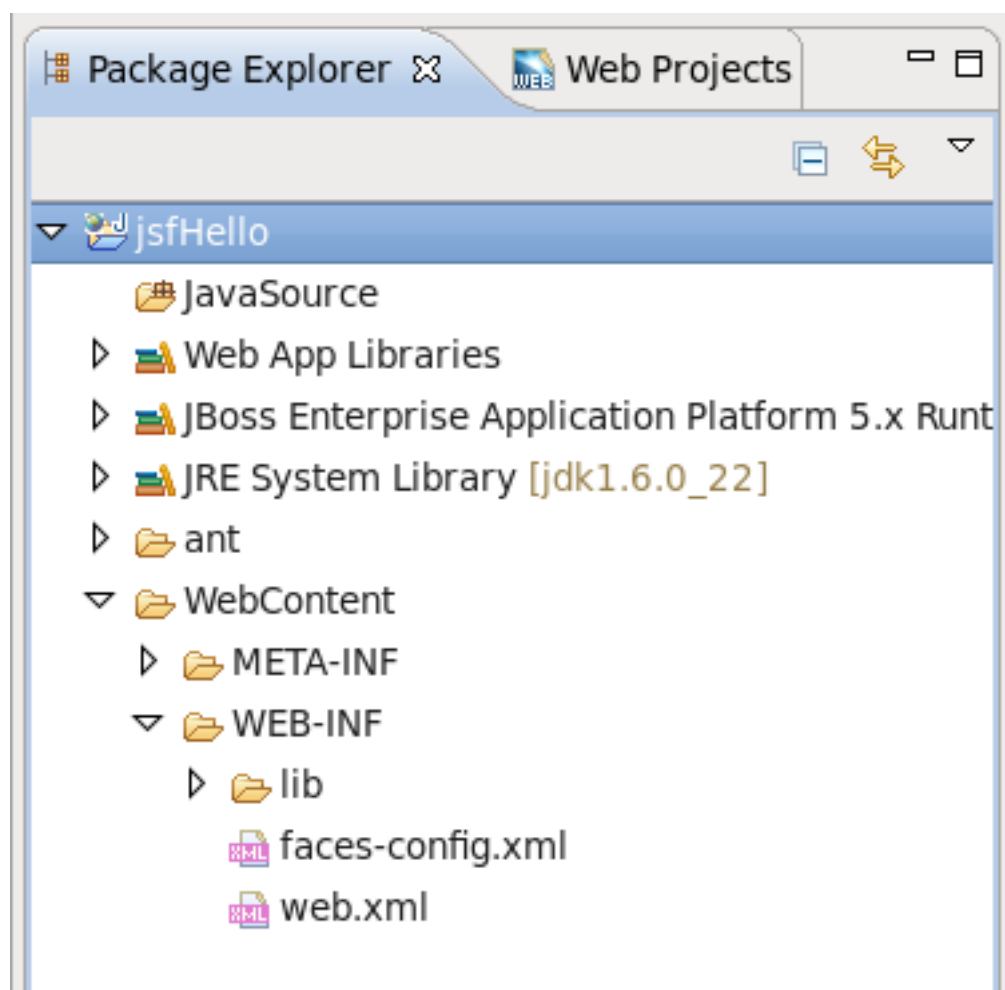 Package Explorer Web Projects
jsfHello
JavaSource
Web App Libraries
JBoss Enterprise Application Platform 5.x Runt
JRE System Library [jdk1.6.0_22]
ant
WebContent
META-INF
WEB-INF
lib
faces-config.xml
web.xml